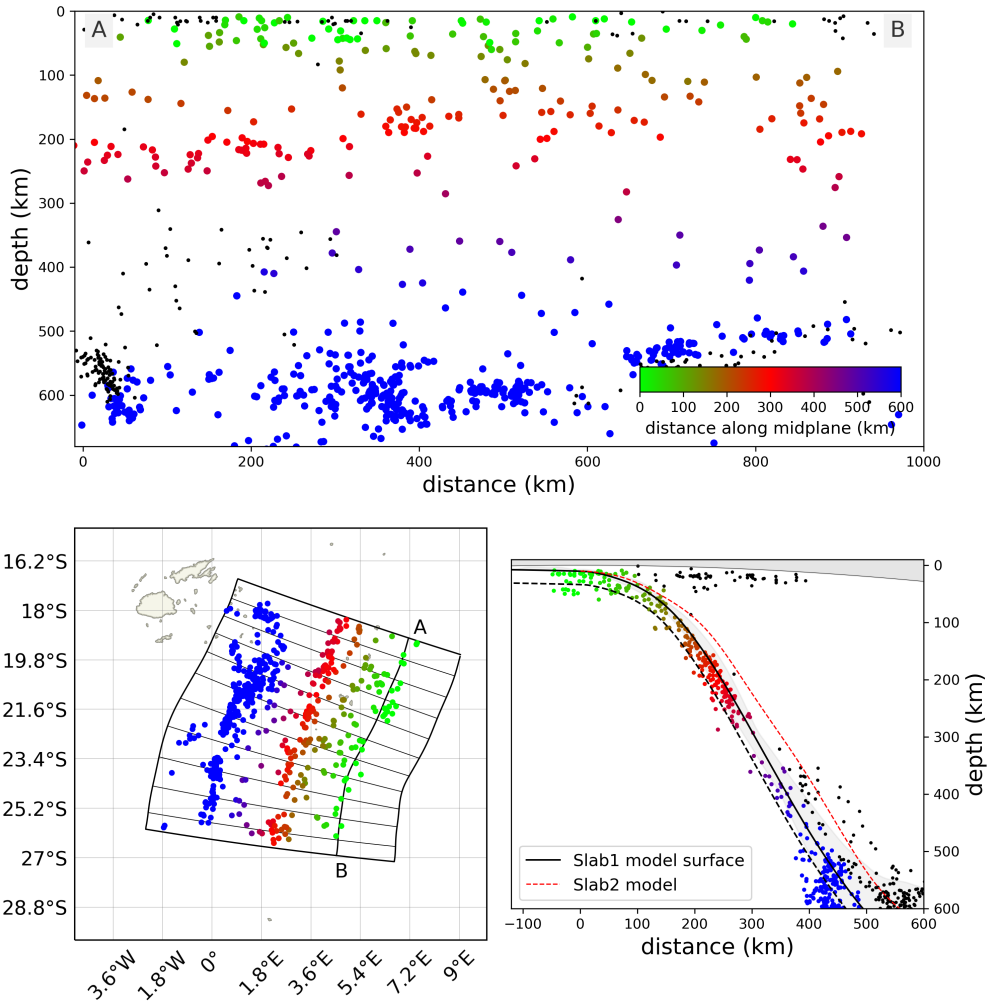 A
B
0
100
200
300
400
500
600
depth (km)
0 100 200 300 400 500 600
distance along midplane (km)
0 200 400 600 800 1000
distance (km)
16.2°S
18°S
19.8°S
21.6°S
23.4°S
25.2°S
27°S
28.8°S
A
B
3.6°W 1.8°W 0° 1.8°E 3.6°E 5.4°E 7.2°E 9°E
0
100
200
300
400
500
600
depth (km)
Slab1 model surface
Slab2 model
−100 0 100 200 300 400 500 600
distance (km)